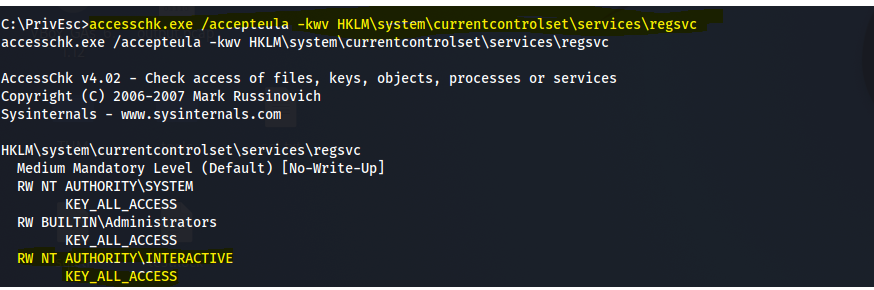 C:\PrivEsc>accesschk.exe /accepteula -kwv HKLM\system\currentcontrolset\services\regsvc
accesschk.exe /accepteula -kwv HKLM\system\currentcontrolset\services\regsvc
AccessChk v4.02 - Check access of files, keys, objects, processes or services
Copyright (C) 2006-2007 Mark Russinovich
Sysinternals - www.sysinternals.com
HKLM\system\currentcontrolset\services\regsvc
Medium Mandatory Level (Default) [No-Write-Up]
RW NT AUTHORITY\SYSTEM
KEY_ALL_ACCESS
RW BUILTIN\Administrators
KEY_ALL_ACCESS
RW NT AUTHORITY\INTERACTIVE
KEY_ALL_ACCESS